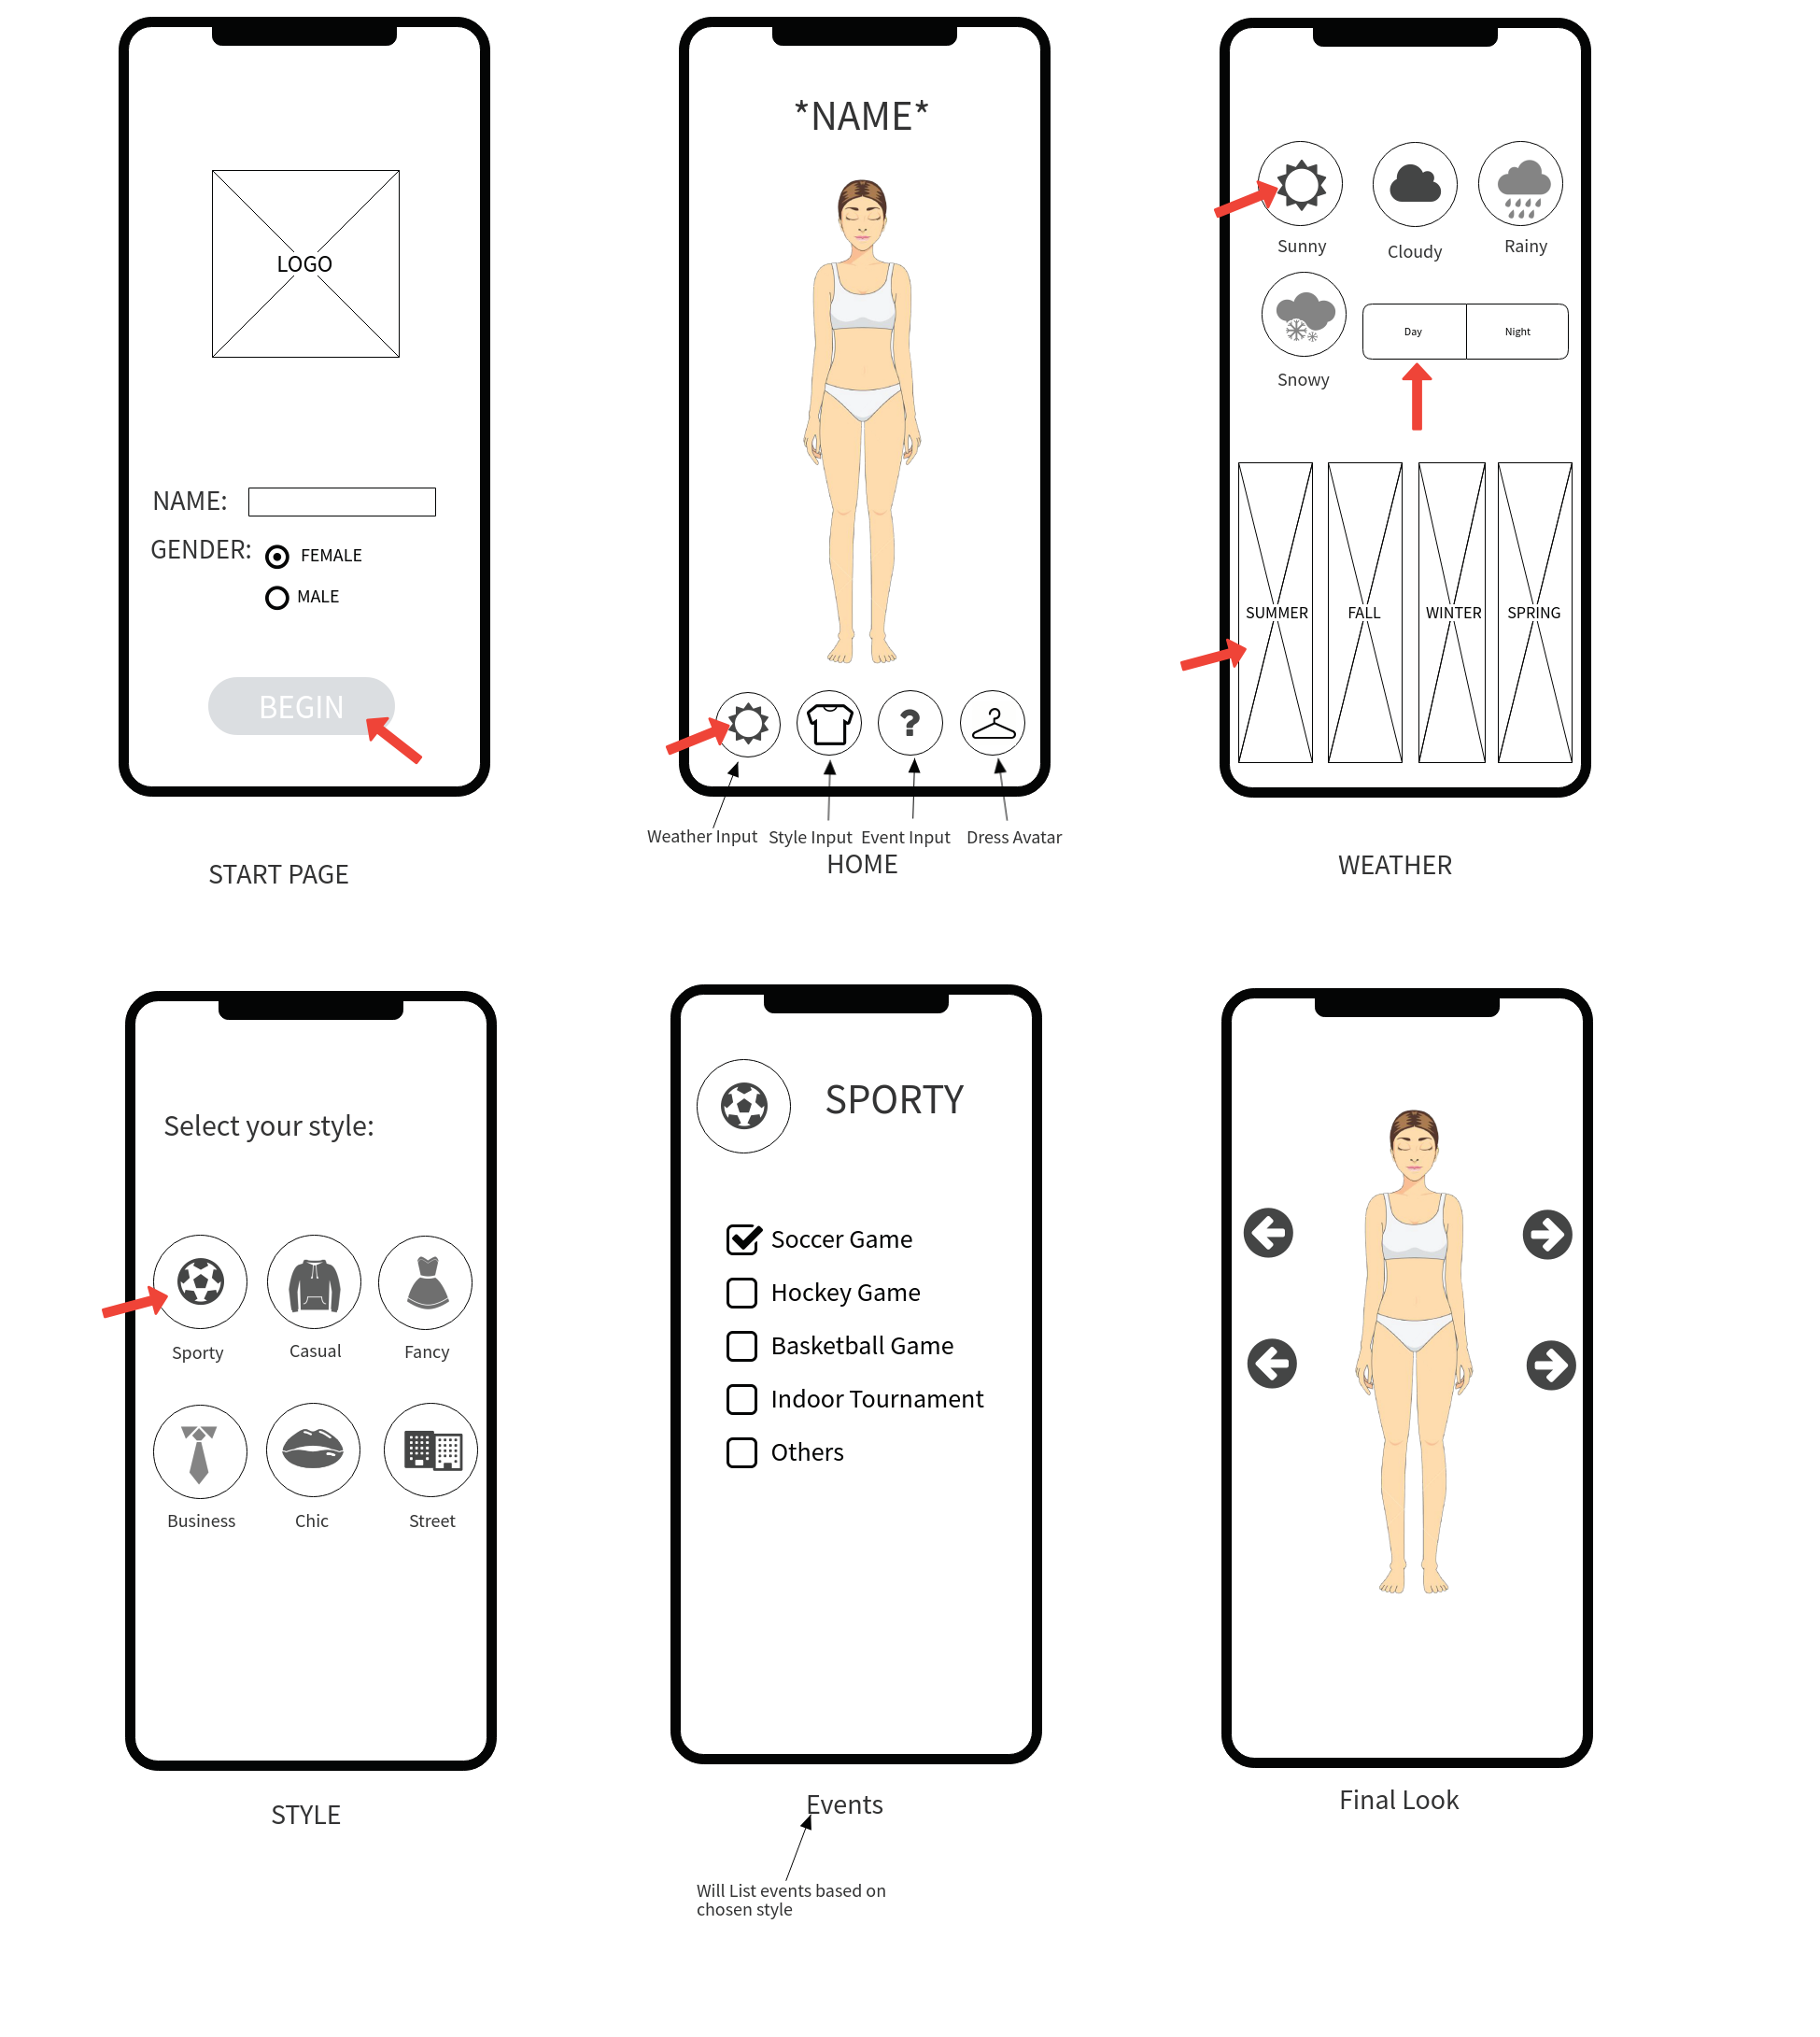 LOGO
NAME:
GENDER:
FEMALE
MALE
BEGIN
START PAGE
*NAME*
?
Weather Input
Style Input
Event Input
Dress Avatar
HOME
Sunny
Cloudy
Rainy
Snowy
Day
Night
SUMMER
FALL
WINTER
SPRING
WEATHER
Select your style:
Sporty
Casual
Fancy
Business
Chic
Street
STYLE
SPORTY
Soccer Game
Hockey Game
Basketball Game
Indoor Tournament
Others
Events
Will List events based on
chosen style
Final Look